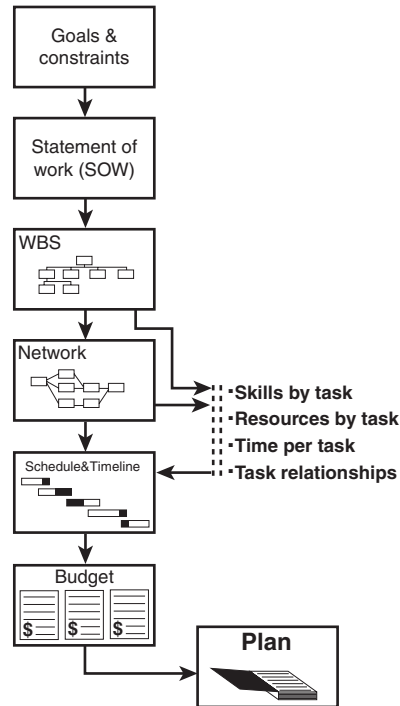 Goals &
constraints
Statement of
work (SOW)
WBS
Network
·Skills by task
·Resources by task
·Time per task
·Task relationships
Schedule&Timeline
Budget
$ $ $
Plan